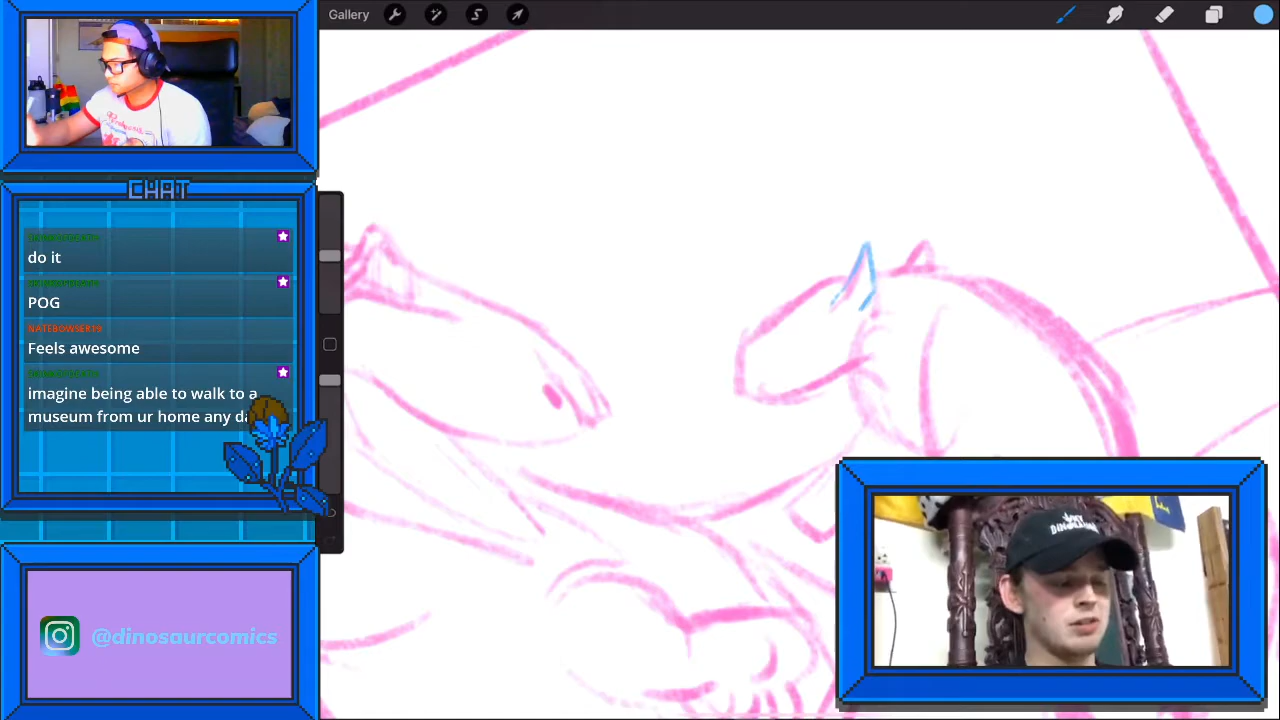 Gallery
CHAT
do it
POG
NATEBOWSER19
Feels awesome
imagine being able to walk to a
museum from ur home any da
@dinosaurcomics